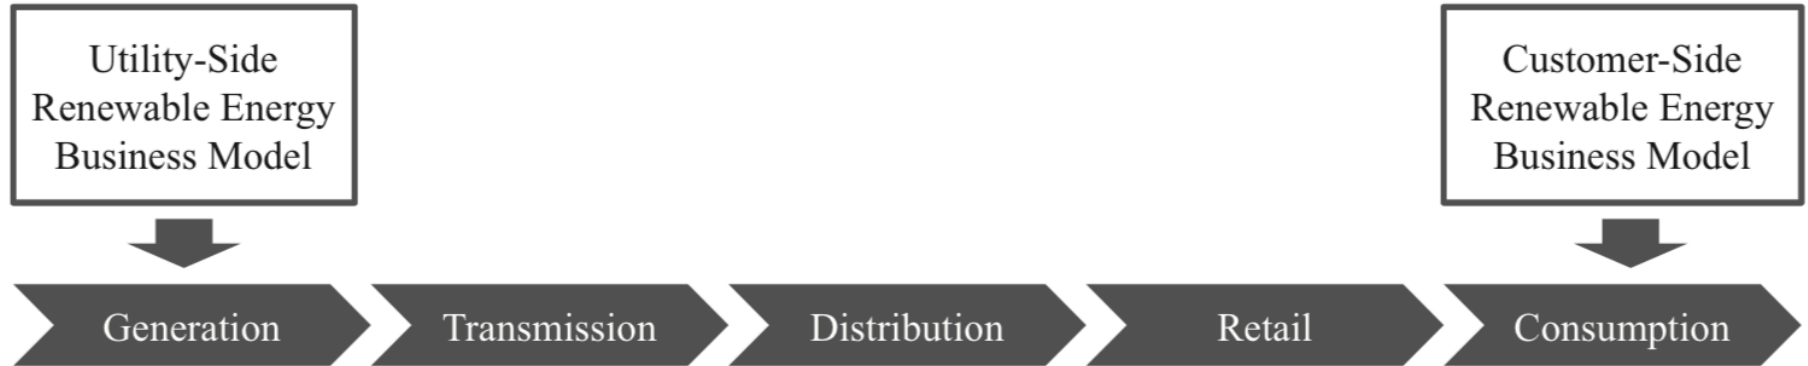 Utility-Side
Renewable Energy
Business Model
Customer-Side
Renewable Energy
Business Model
Generation
Transmission
Distribution
Retail
Consumption